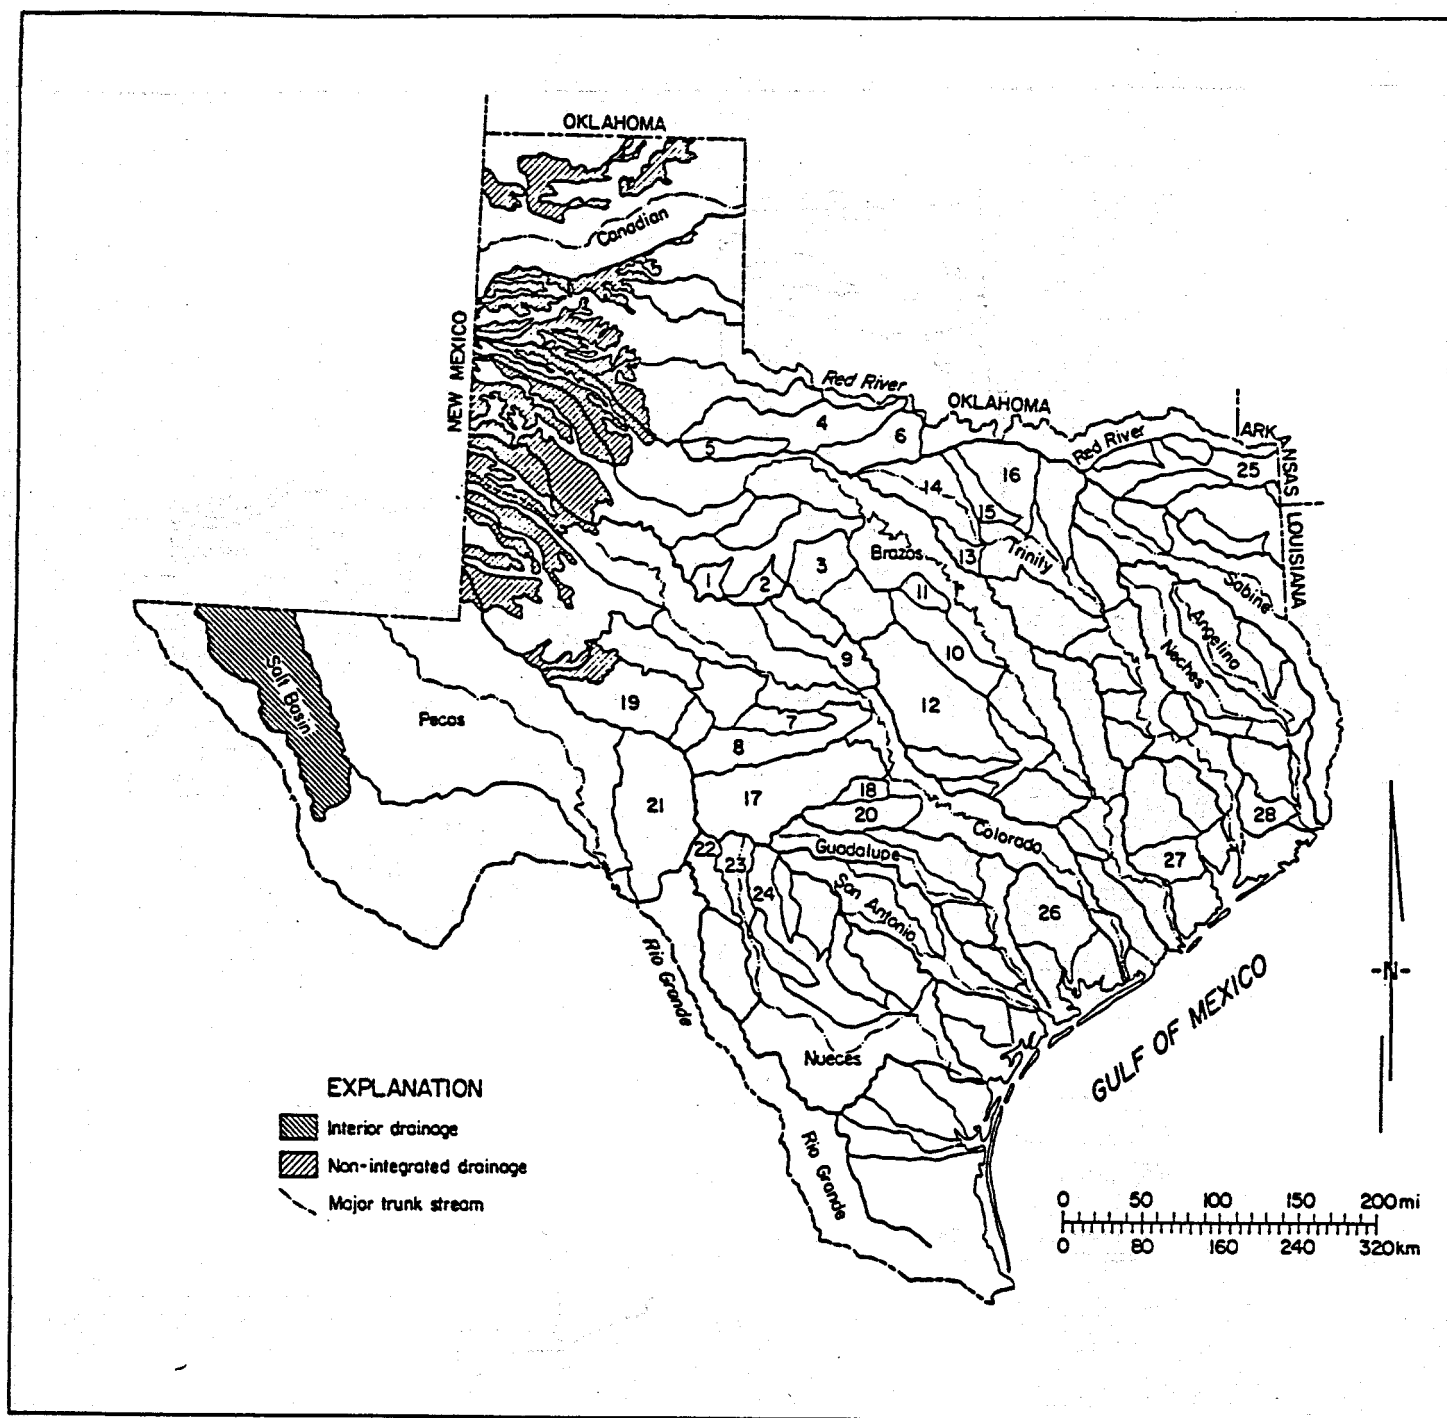 OKLAHOMA
Canadian
NEW MEXICO
Red River
OKLAHOMA
ARKANSAS
Red River
4
6
5
25
16
14
15
LOUISIANA
Brazos
13
Trinity
3
1
2
11
Sabine
Angelina
Neches
9
10
Salt Basin
19
12
Pecos
7
8
21
17
18
20
28
Colorado
22
23
Guadalupe
27
24
San Antonio
26
Rio Grande
-N-
GULF OF MEXICO
Nueces
EXPLANATION
Interior drainage
Rio Grande
Non-integrated drainage
Major trunk stream
0 50 100 150 200 mi
0 80 160 240 320 km